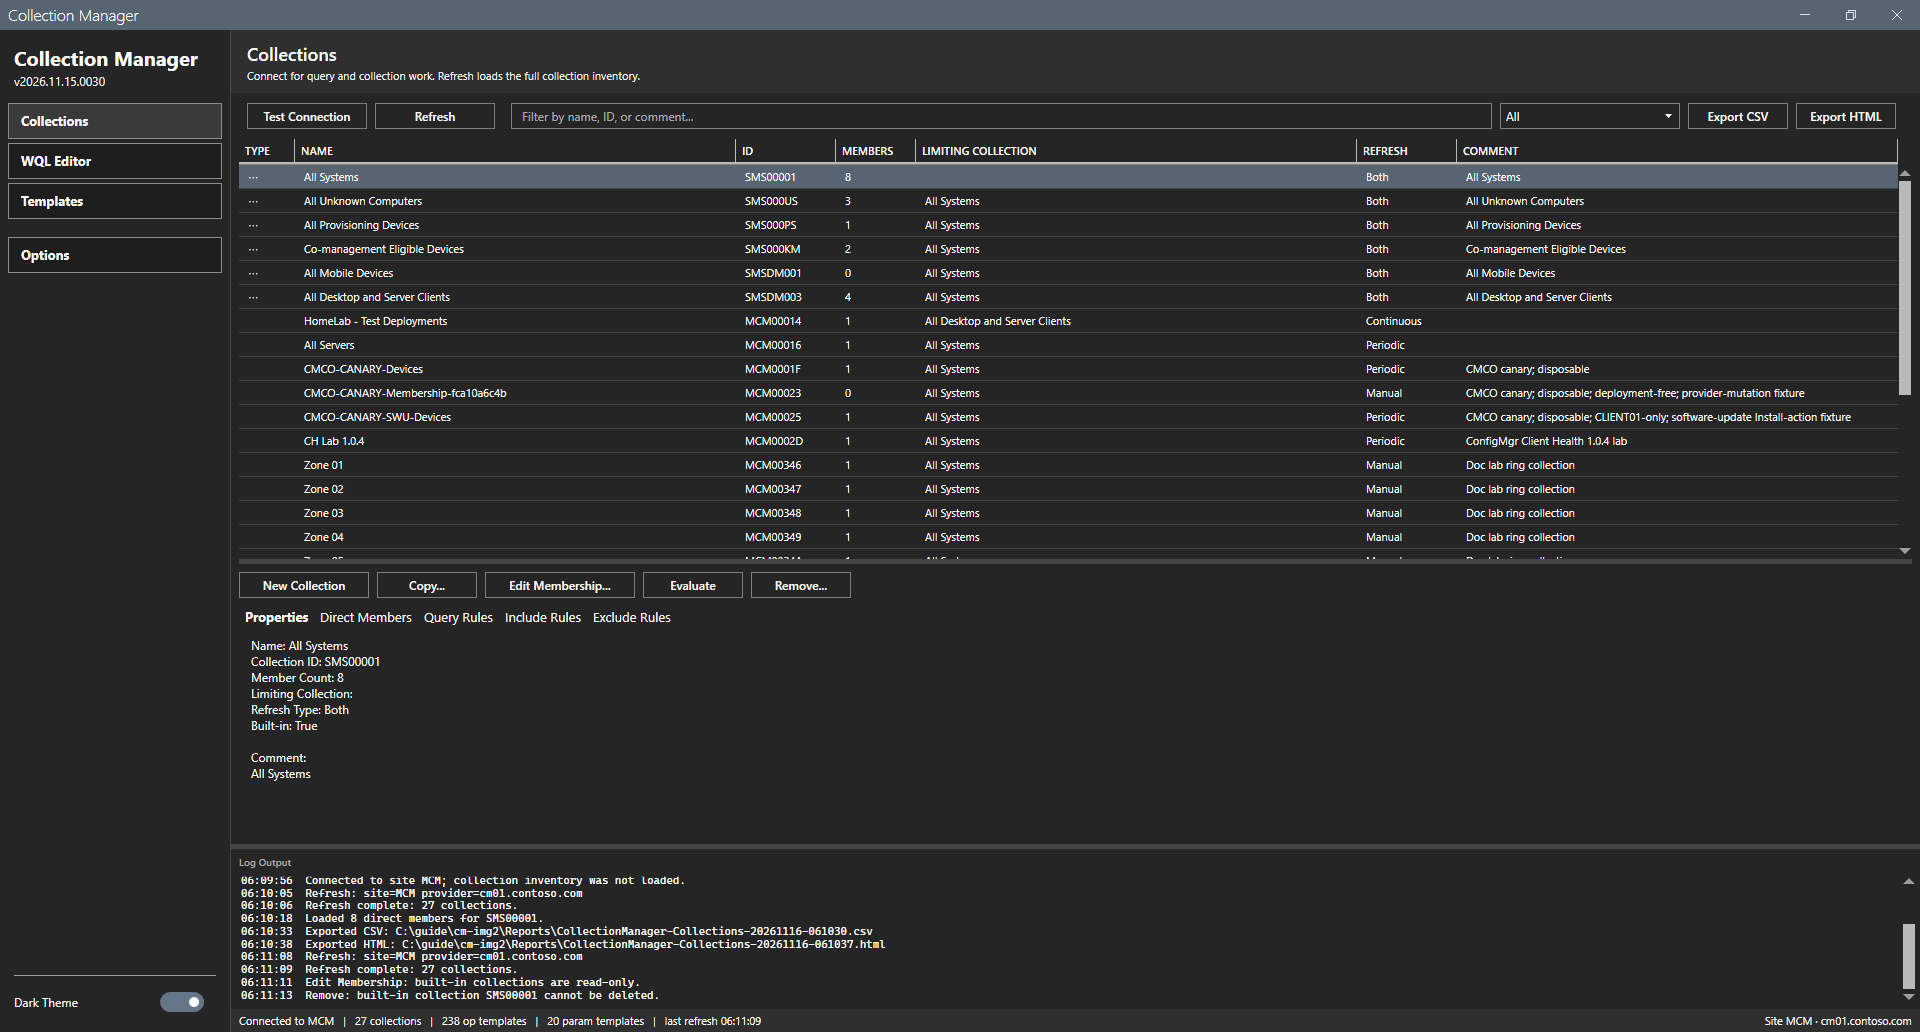 Collection Manager
Collection Manager
v2026.11.15.0030
Collections
WQL Editor
Templates
Options
Dark Theme
Collections
Connect for query and collection work. Refresh loads the full collection inventory.
Test Connection Refresh Filter by name, ID, or comment... All Export CSV Export HTML
TYPE NAME ID MEMBERS LIMITING COLLECTION REFRESH COMMENT
... All Systems SMS00001 8 Both All Systems
... All Unknown Computers SMS000US 3 All Systems Both All Unknown Computers
... All Provisioning Devices SMS000PS 1 All Systems Both All Provisioning Devices
... Co-management Eligible Devices SMS000KM 2 All Systems Both Co-management Eligible Devices
... All Mobile Devices SMSDM001 0 All Systems Both All Mobile Devices
... All Desktop and Server Clients SMSDM003 4 All Systems Both All Desktop and Server Clients
HomeLab - Test Deployments MCM00014 1 All Desktop and Server Clients Continuous
All Servers MCM00016 1 All Systems Periodic
CMCO-CANARY-Devices MCM0001F 1 All Systems Periodic CMCO canary; disposable
CMCO-CANARY-Membership-fca10a6c4b MCM00023 0 All Systems Manual CMCO canary; disposable; deployment-free; provider-mutation fixture
CMCO-CANARY-SWU-Devices MCM00025 1 All Systems Periodic CMCO canary; disposable; CLIENT01-only; software-update Install-action fixture
CH Lab 1.0.4 MCM0002D 1 All Systems Periodic ConfigMgr Client Health 1.0.4 lab
Zone 01 MCM00346 1 All Systems Manual Doc lab ring collection
Zone 02 MCM00347 1 All Systems Manual Doc lab ring collection
Zone 03 MCM00348 1 All Systems Manual Doc lab ring collection
Zone 04 MCM00349 1 All Systems Manual Doc lab ring collection
New Collection Copy... Edit Membership... Evaluate Remove...
Properties Direct Members Query Rules Include Rules Exclude Rules
Name: All Systems
Collection ID: SMS00001
Member Count: 8
Limiting Collection:
Refresh Type: Both
Built-in: True
Comment:
All Systems
Log Output
06:09:56 Connected to site MCM; collection inventory was not loaded.
06:10:05 Refresh: site=MCM provider=cm01.contoso.com
06:10:06 Refresh complete: 27 collections.
06:10:18 Loaded 8 direct members for SMS00001.
06:10:33 Exported CSV: C:\guide\cm-img2\Reports\CollectionManager-Collections-20261116-061030.csv
06:10:38 Exported HTML: C:\guide\cm-img2\Reports\CollectionManager-Collections-20261116-061037.html
06:11:08 Refresh: site=MCM provider=cm01.contoso.com
06:11:09 Refresh complete: 27 collections.
06:11:11 Edit Membership: built-in collections are read-only.
06:11:13 Remove: built-in collection SMS00001 cannot be deleted.
Connected to MCM | 27 collections | 238 op templates | 20 param templates | last refresh 06:11:09
Site MCM · cm01.contoso.com